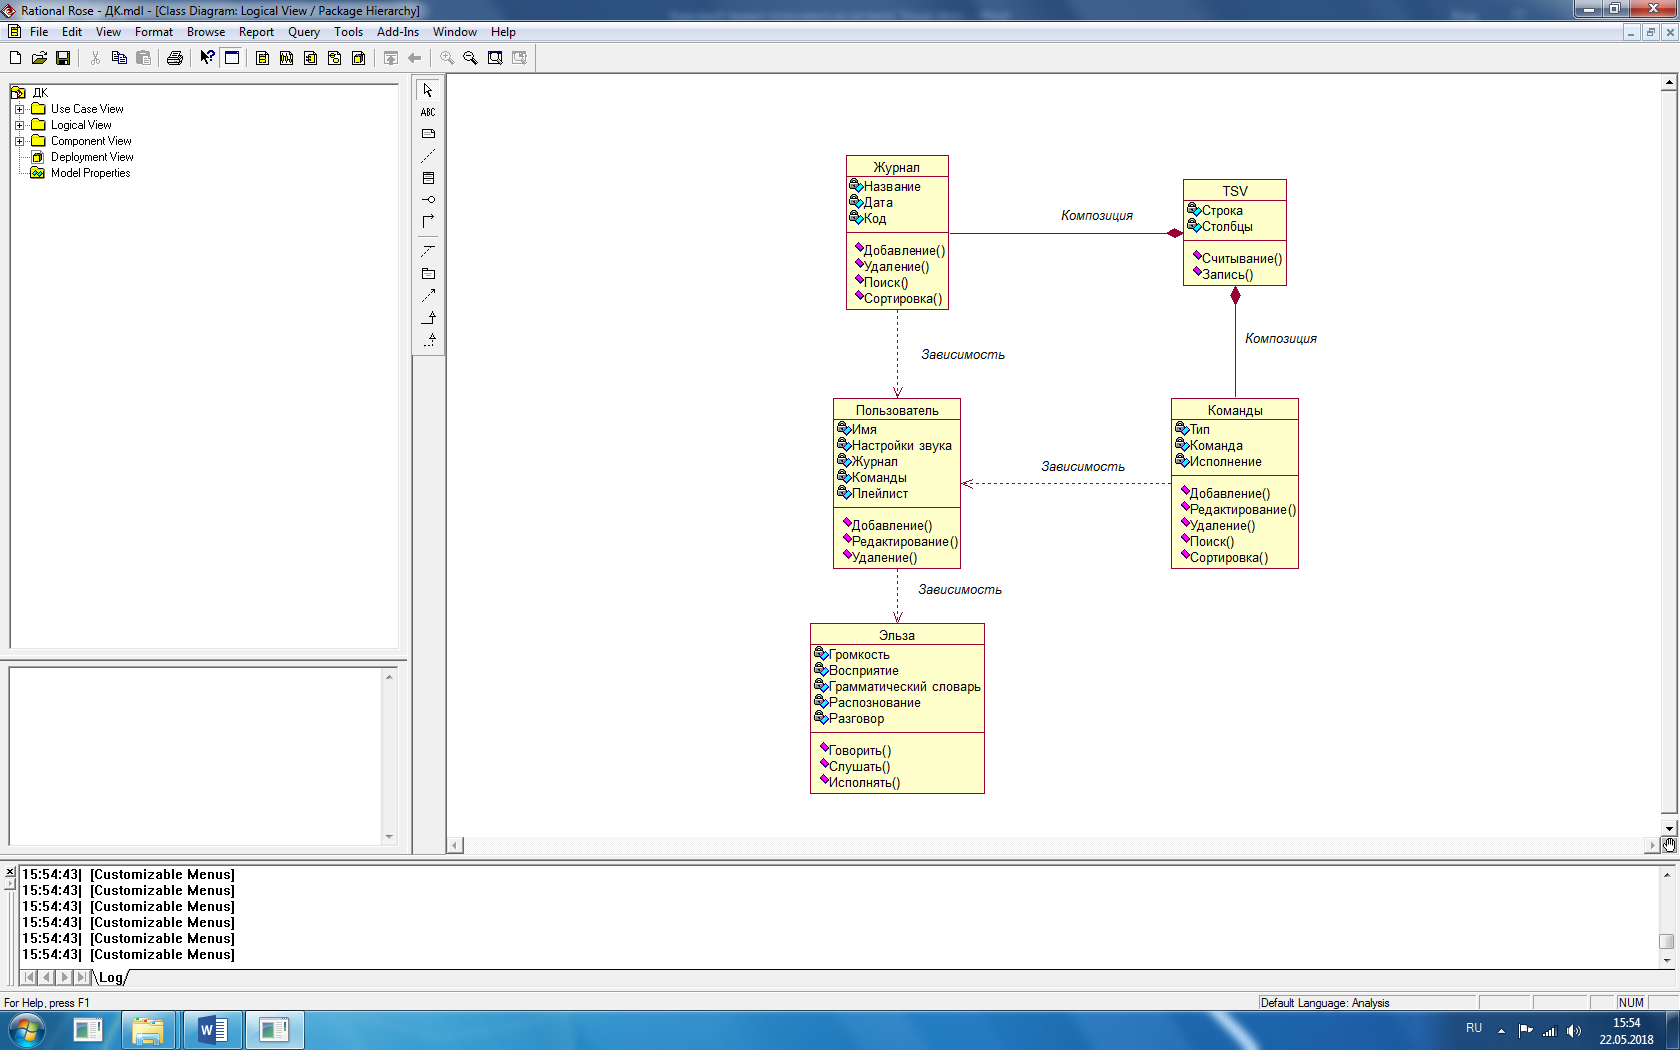 Rational Rose - ДК.mdl - [Class Diagram: Logical View / Package Hierarchy]
File Edit View Format Browse Report Query Tools Add-Ins Window Help
ДК
Use Case View
Logical View
Component View
Deployment View
Model Properties
ABC
Журнал
Название
Дата
Код
Добавление()
Удаление()
Поиск()
Сортировка()
Композиция
TSV
Строка
Столбцы
Считывание()
Запись()
Зависимость
Композиция
Пользователь
Имя
Настройки звука
Журнал
Команды
Плейлист
Добавление()
Редактирование()
Удаление()
Зависимость
Команды
Тип
Команда
Исполнение
Добавление()
Редактирование()
Удаление()
Поиск()
Сортировка()
Зависимость
Эльза
Громкость
Восприятие
Грамматический словарь
Распознование
Разговор
Говорить()
Слушать()
Исполнять()
15:54:43| [Customizable Menus]
15:54:43| [Customizable Menus]
15:54:43| [Customizable Menus]
15:54:43| [Customizable Menus]
15:54:43| [Customizable Menus]
15:54:43| [Customizable Menus]
Log
For Help, press F1
Default Language: Analysis
NUM
RU
15:54
22.05.2018